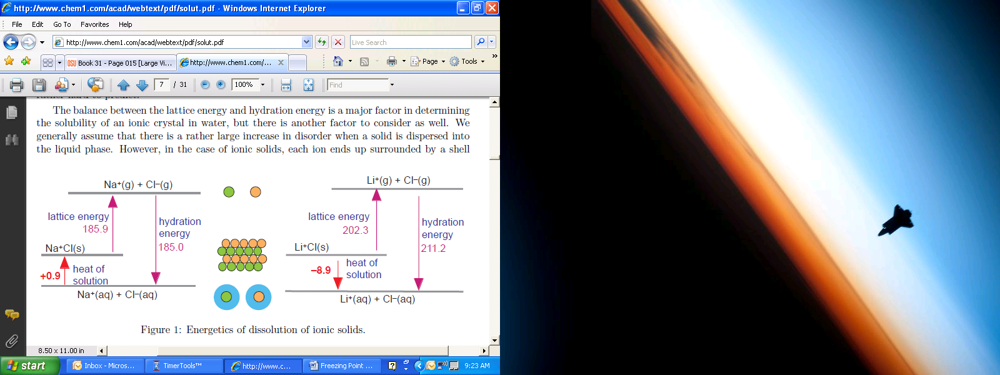 http://www.chem1.com/acad/webtext/pdf/solut.pdf - Windows Internet Explorer
File Edit Go To Favorites Help
http://www.chem1.com/acad/webtext/pdf/solut.pdf Live Search
OSU Book 31 - Page 015 [Large Vi... http://www.chem1.com/... Page Tools
7 / 31 100% Find
rather hard to predict.
The balance between the lattice energy and hydration energy is a major factor in determining
the solubility of an ionic crystal in water, but there is another factor to consider as well. We
generally assume that there is a rather large increase in disorder when a solid is dispersed into
the liquid phase. However, in the case of ionic solids, each ion ends up surrounded by a shell
Na⁺(g) + Cl⁻(g)
lattice energy
185.9
hydration
energy
185.0
Na⁺Cl(s)
+0.9
heat of
solution
Na⁺(aq) + Cl⁻(aq)
Li⁺(g) + Cl⁻(g)
lattice energy
202.3
hydration
energy
211.2
Li⁺Cl(s)
–8.9
heat of
solution
Li⁺(aq) + Cl⁻(aq)
Figure 1: Energetics of dissolution of ionic solids.
8.50 x 11.00 in
start Inbox - Micros... TimerTools™ http://www.c... Freezing Point ... 9:23 AM